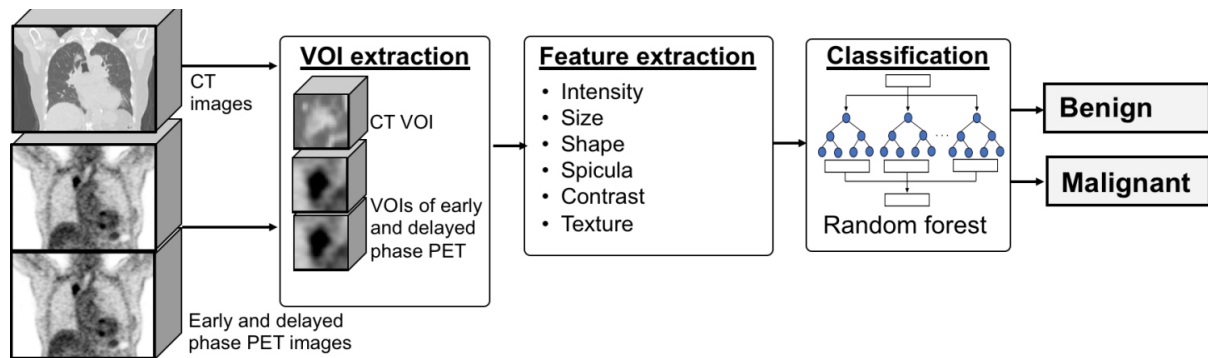 CT
images
Early and delayed
phase PET images
VOI extraction
CT VOI
VOIs of early
and delayed
phase PET
Feature extraction
• Intensity
• Size
• Shape
• Spicula
• Contrast
• Texture
Classification
...
Random forest
Benign
Malignant